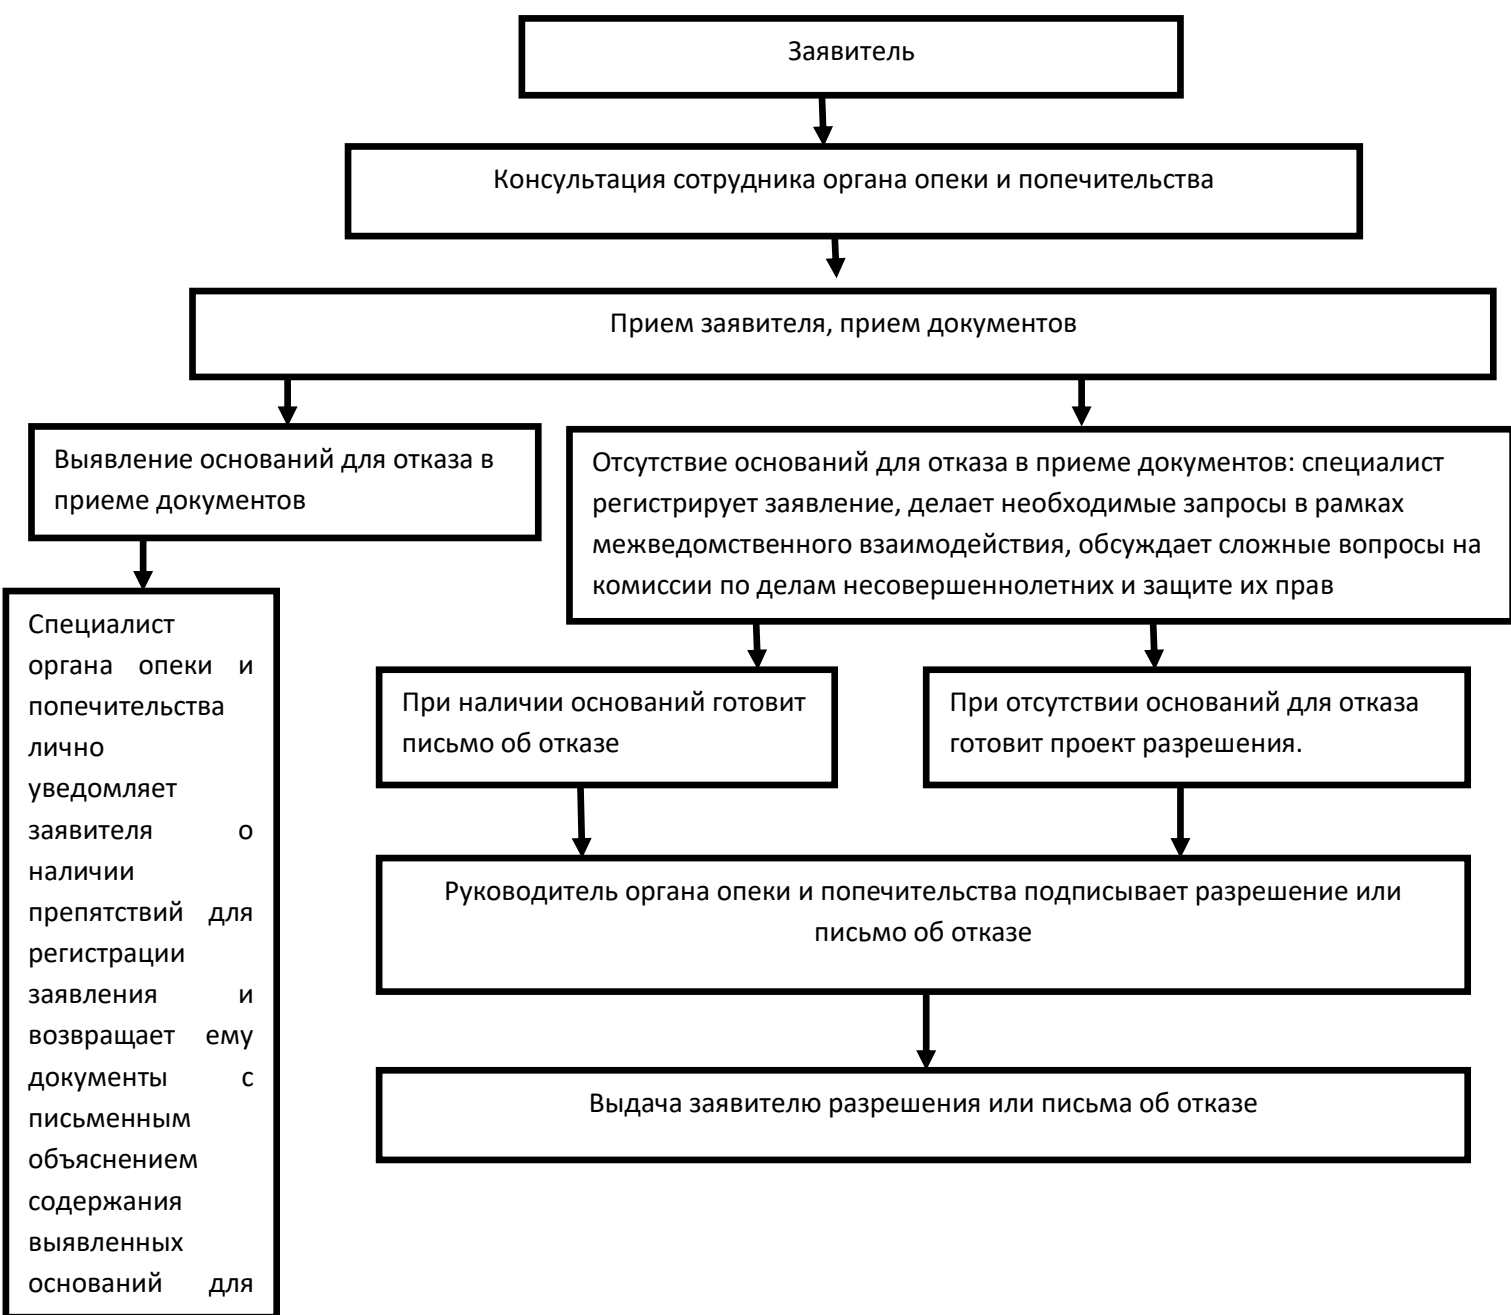 Заявитель
Консультация сотрудника органа опеки и попечительства
Прием заявителя, прием документов
Выявление оснований для отказа в
приеме документов
Отсутствие оснований для отказа в приеме документов: специалист
регистрирует заявление, делает необходимые запросы в рамках
межведомственного взаимодействия, обсуждает сложные вопросы на
комиссии по делам несовершеннолетних и защите их прав
Специалист
органа опеки и
попечительства
лично
уведомляет
заявителя о
наличии
препятствий для
регистрации
заявления и
возвращает ему
документы с
письменным
объяснением
содержания
выявленных
оснований для
При наличии оснований готовит
письмо об отказе
При отсутствии оснований для отказа
готовит проект разрешения.
Руководитель органа опеки и попечительства подписывает разрешение или
письмо об отказе
Выдача заявителю разрешения или письма об отказе